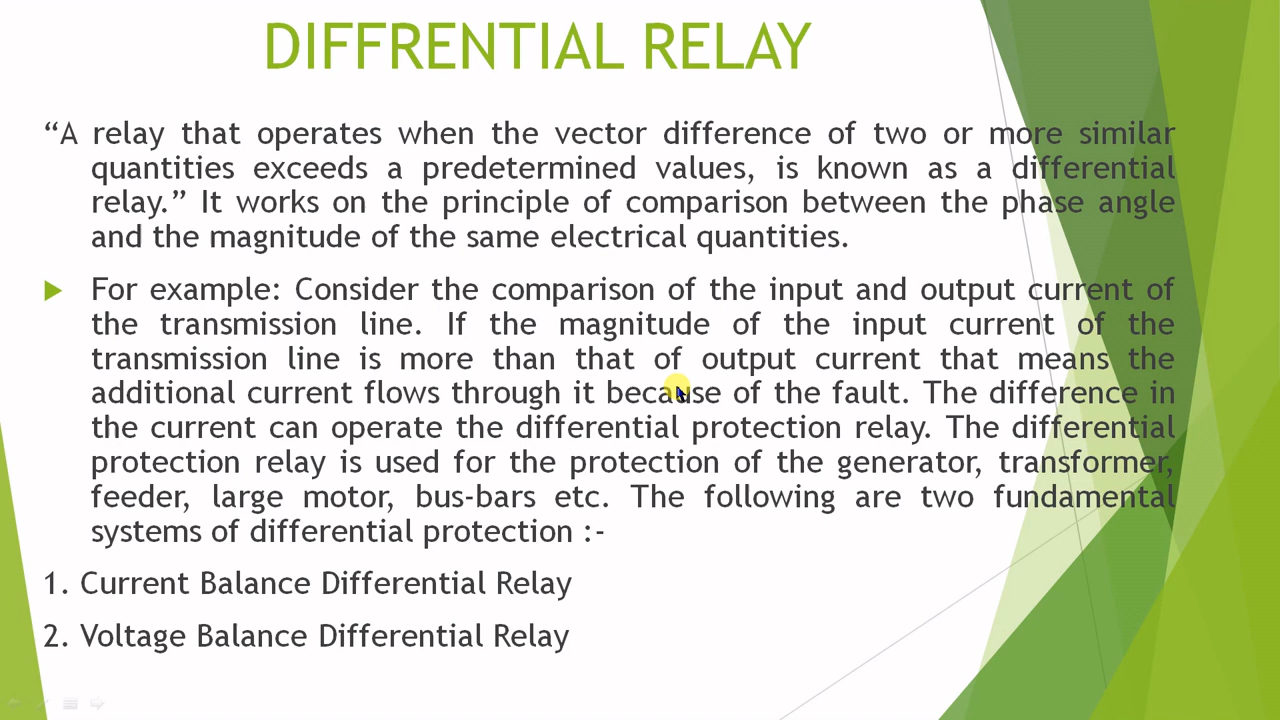 DIFFRENTIAL RELAY
“A relay that operates when the vector difference of two or more similar
quantities exceeds a predetermined values, is known as a differential
relay.” It works on the principle of comparison between the phase angle
and the magnitude of the same electrical quantities.
For example: Consider the comparison of the input and output current of
the transmission line. If the magnitude of the input current of the
transmission line is more than that of output current that means the
additional current flows through it because of the fault. The difference in
the current can operate the differential protection relay. The differential
protection relay is used for the protection of the generator, transformer,
feeder, large motor, bus-bars etc. The following are two fundamental
systems of differential protection :-
1. Current Balance Differential Relay
2. Voltage Balance Differential Relay